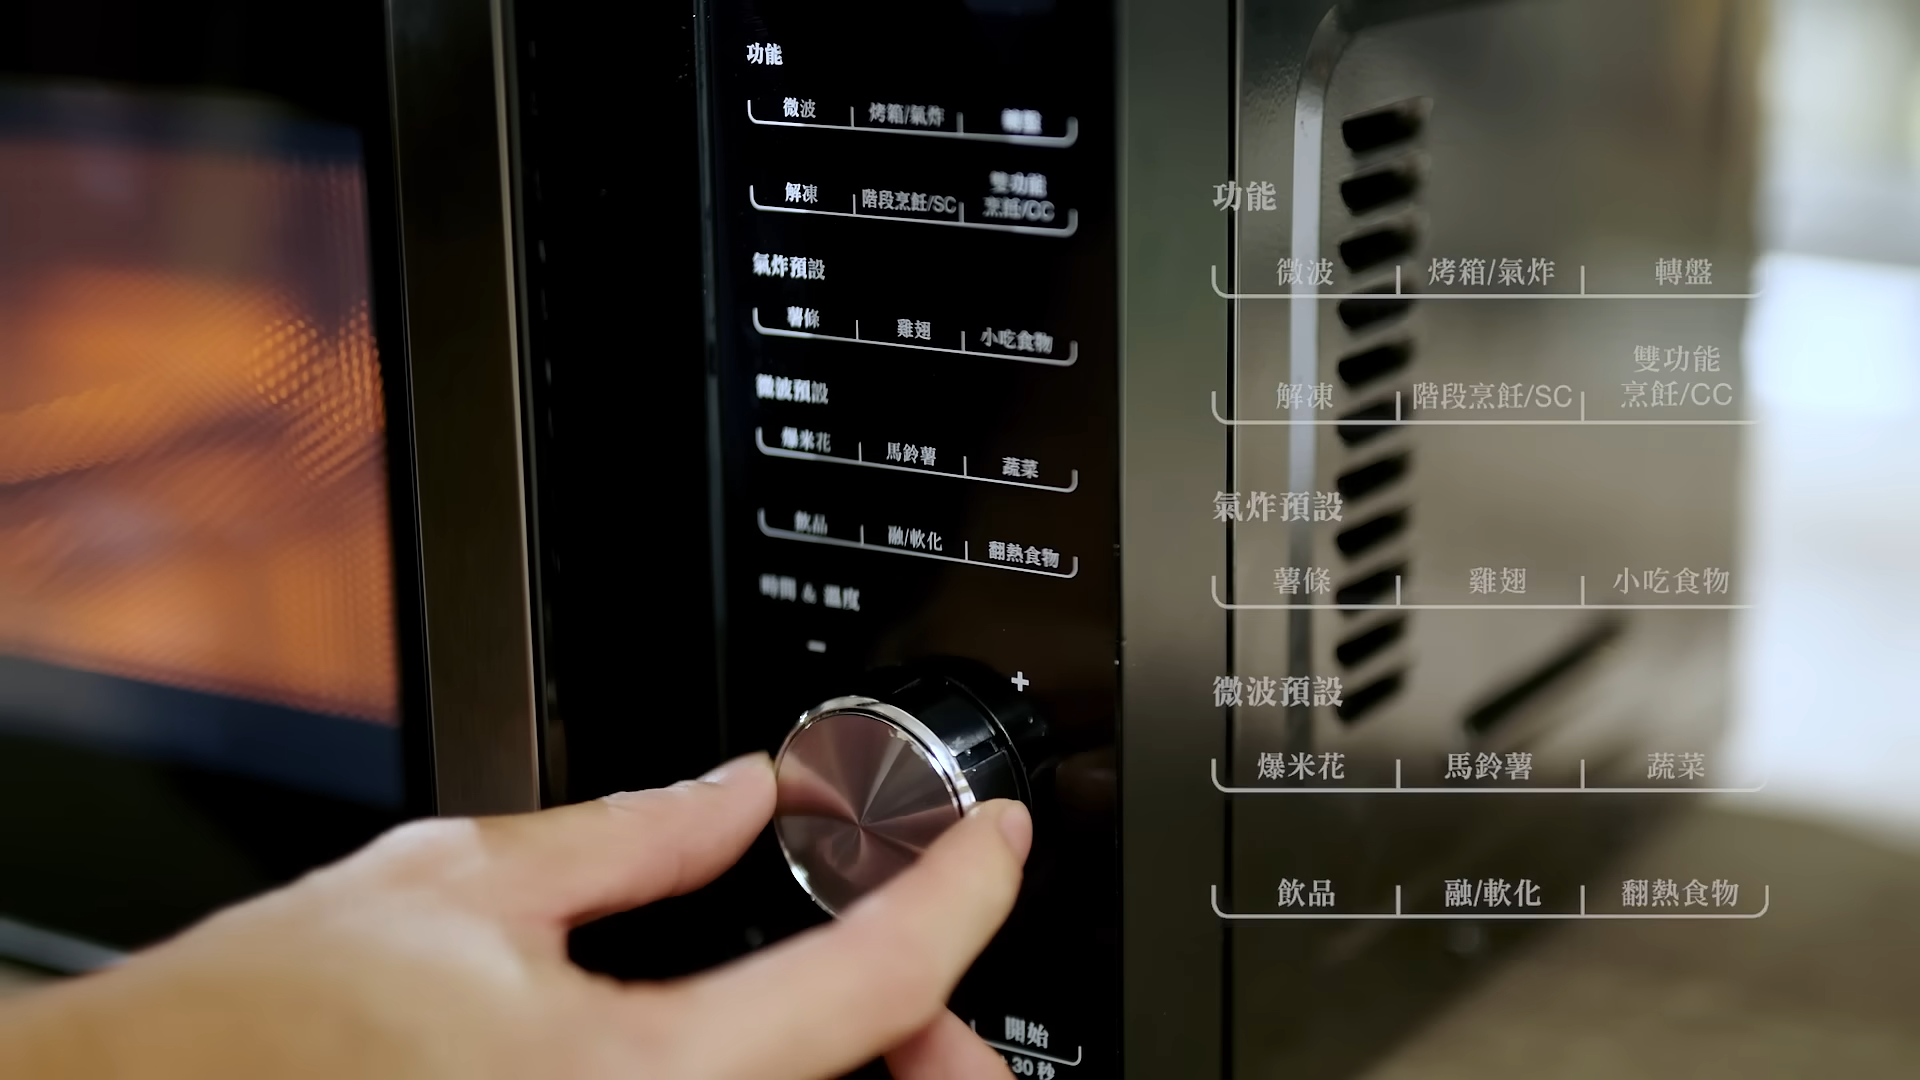 功能
微波 烤箱/氣炸 轉盤
解凍 階段烹飪/SC 雙功能
烹飪/CC
氣炸預設
薯條 雞翅 小吃食物
微波預設
爆米花 馬鈴薯 蔬菜
飲品 融/軟化 翻熱食物
時間 & 溫度
- +
開始
30 秒
功能
微波 烤箱/氣炸 轉盤
解凍 階段烹飪/SC 雙功能
烹飪/CC
氣炸預設
薯條 雞翅 小吃食物
微波預設
爆米花 馬鈴薯 蔬菜
飲品 融/軟化 翻熱食物